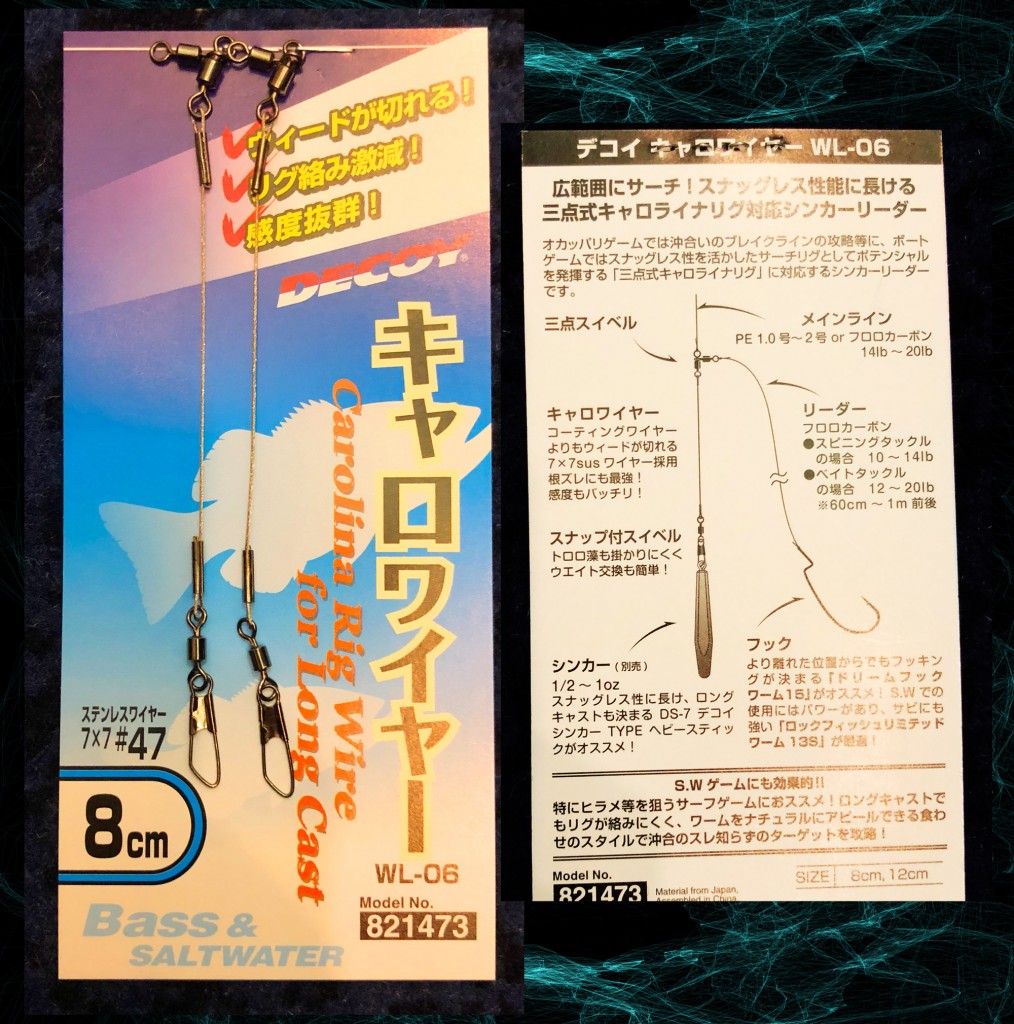 ウィードが切れる！
リグ絡み激減！
感度抜群！
DECOY®
キャロワイヤー
Carolina Rig Wire
for Long Cast
ステンレスワイヤー
7×7 #47
8cm
WL-06
Model No.
821473
Bass &
SALTWATER
デコイ キャロワイヤー WL-06
広範囲にサーチ！スナッグレス性能に長ける
三点式キャロライナリグ対応シンカーリーダー
オカッパリゲームでは沖合いのブレイクラインの攻略等に、ボート
ゲームではスナッグレス性を活かしたサーチリグとしてポテンシャル
を発揮する「三点式キャロライナリグ」に対応するシンカーリーダー
です。
三点スイベル
メインライン
PE 1.0号～2号 or フロロカーボン
14lb～20lb
キャロワイヤー
コーティングワイヤー
よりもウィードが切れる
7×7sus ワイヤー採用
根ズレにも最強！
感度もバッチリ！
リーダー
フロロカーボン
●スピニングタックル
の場合 10～14lb
●ベイトタックル
の場合 12～20lb
※60cm～1m前後
スナップ付スイベル
トロロ藻も掛かりにくく
ウエイト交換も簡単！
シンカー（別売）
1/2～1oz
スナッグレス性に長け、ロング
キャストも決まる DS-7 デコイ
シンカー TYPE ヘビースティッ
クがオススメ！
フック
より離れた位置からでもフッキン
グが決まる「ドリームフック
ワーム15」がオススメ！S.Wでの
使用にはパワーがあり、サビにも
強い「ロックフィッシュリミテッド
ワーム 13S」が最適！
S.Wゲームにも効果的!!
特にヒラメ等を狙うサーフゲームにおススメ！ロングキャストで
もリグが絡みにくく、ワームをナチュラルにアピールできる食わ
せのスタイルで沖合のスレ知らずのターゲットを攻略！
Model No.
821473
Material from Japan,
Assembled in China.
SIZE 8cm, 12cm